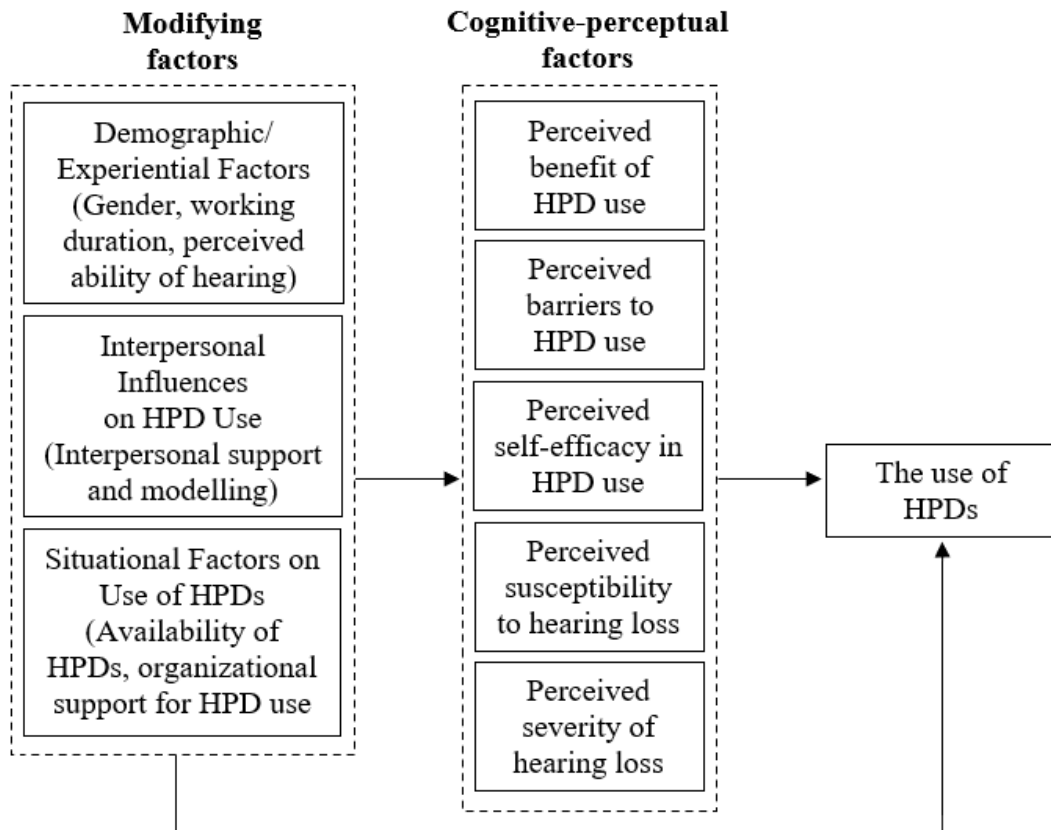 Modifying
factors
Demographic/
Experiential Factors
(Gender, working
duration, perceived
ability of hearing)
Interpersonal
Influences
on HPD Use
(Interpersonal support
and modelling)
Situational Factors on
Use of HPDs
(Availability of
HPDs, organizational
support for HPD use
Cognitive-perceptual
factors
Perceived
benefit of
HPD use
Perceived
barriers to
HPD use
Perceived
self-efficacy in
HPD use
Perceived
susceptibility
to hearing loss
Perceived
severity of
hearing loss
The use of
HPDs